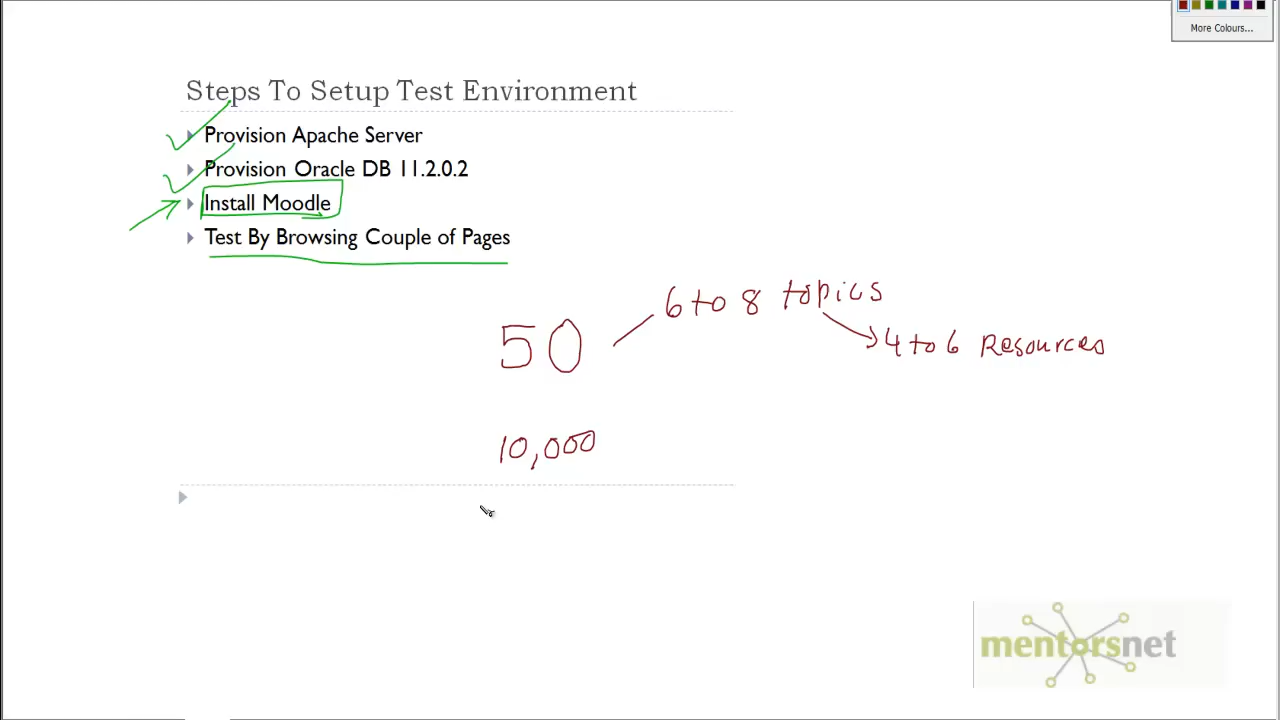 More Colours...
Steps To Setup Test Environment
Provision Apache Server
Provision Oracle DB 11.2.0.2
Install Moodle
Test By Browsing Couple of Pages
6 to 8 topics
50
4 to 6 Resources
10,000
mentorsnet